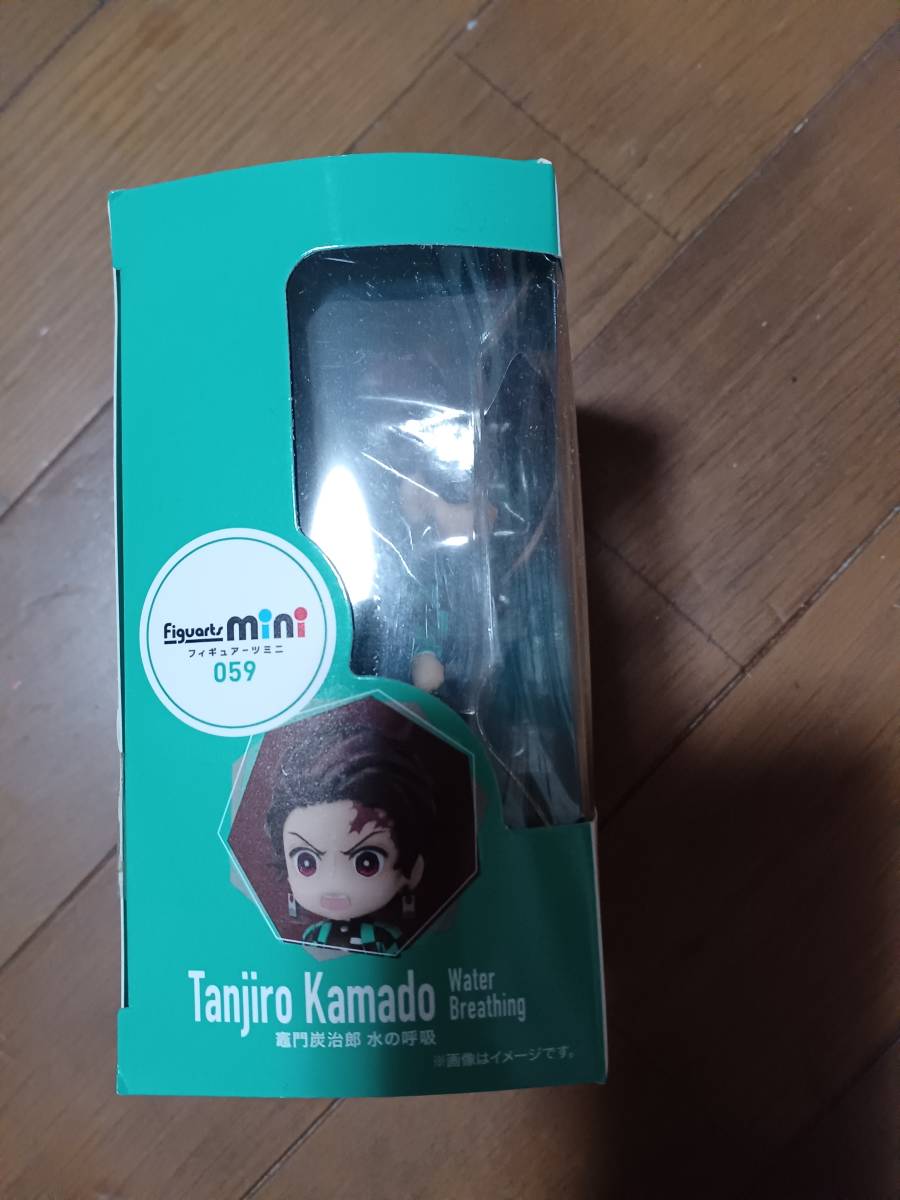 Figuarts mini
フィギュアーツミニ
059
Tanjiro Kamado Water
Breathing
竈門炭治郎 水の呼吸
※画像はイメージです。